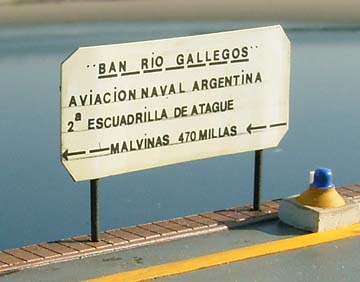 "BAN RIO GALLEGOS"
AVIACION NAVAL ARGENTINA
2ª ESCUADRILLA DE ATAGUE
MALVINAS 470 MILLAS